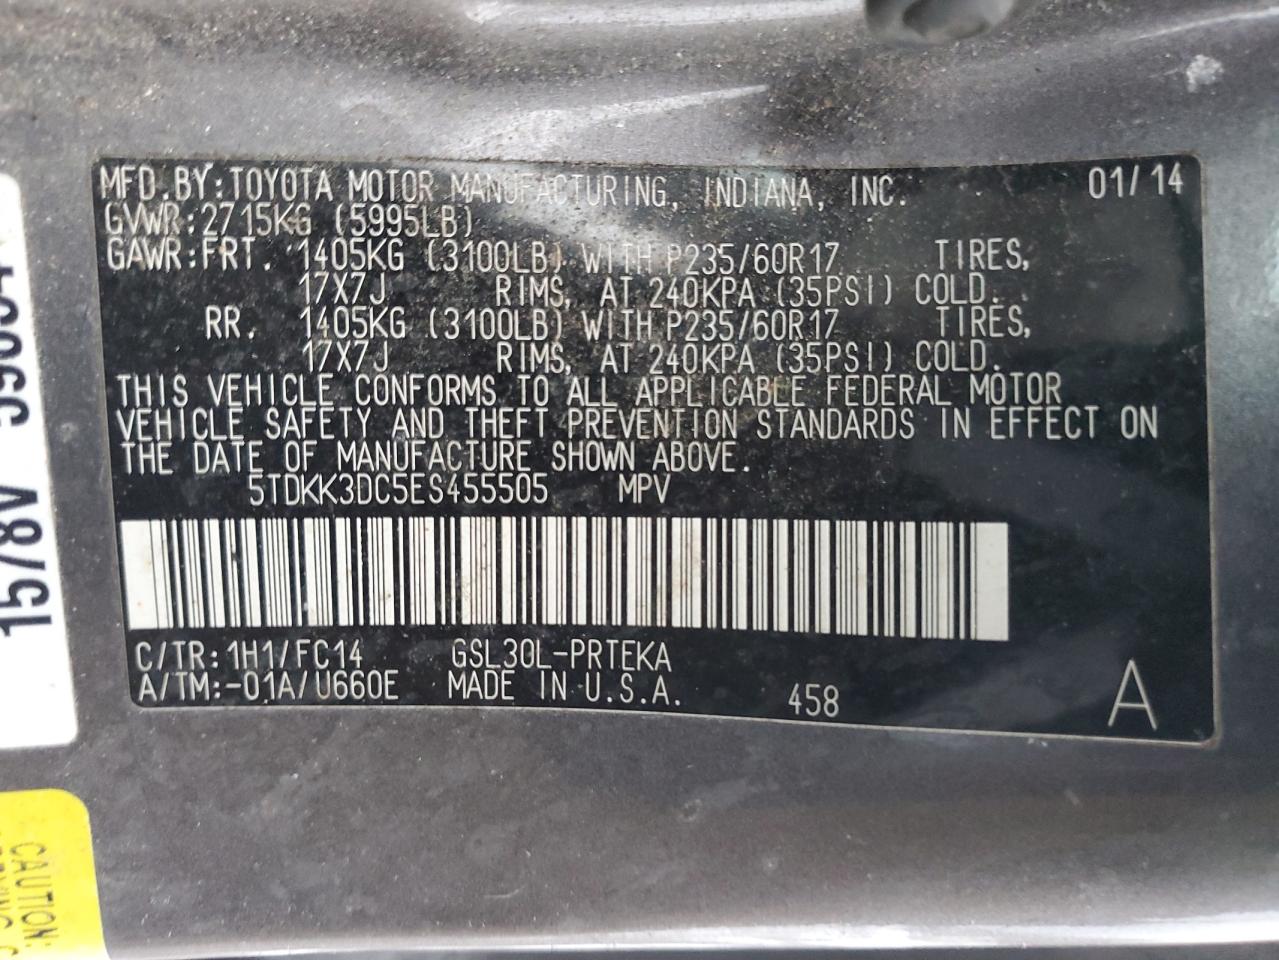 MFD.BY:TOYOTA MOTOR MANUFACTURING, INDIANA, INC. 01/14
GVWR:2715KG (5995LB)
GAWR:FRT. 1405KG (3100LB) WITH P235/60R17 TIRES,
17X7J RIMS, AT 240KPA (35PSI) COLD.
RR. 1405KG (3100LB) WITH P235/60R17 TIRES,
17X7J RIMS, AT 240KPA (35PSI) COLD.
THIS VEHICLE CONFORMS TO ALL APPLICABLE FEDERAL MOTOR
VEHICLE SAFETY AND THEFT PREVENTION STANDARDS IN EFFECT ON
THE DATE OF MANUFACTURE SHOWN ABOVE.
5TDKK3DC5ES455505 MPV
C/TR:1H1/FC14 GSL30L-PRTEKA
A/TM:-01A/U660E MADE IN U.S.A. 458 A
1578V
CAUTION: